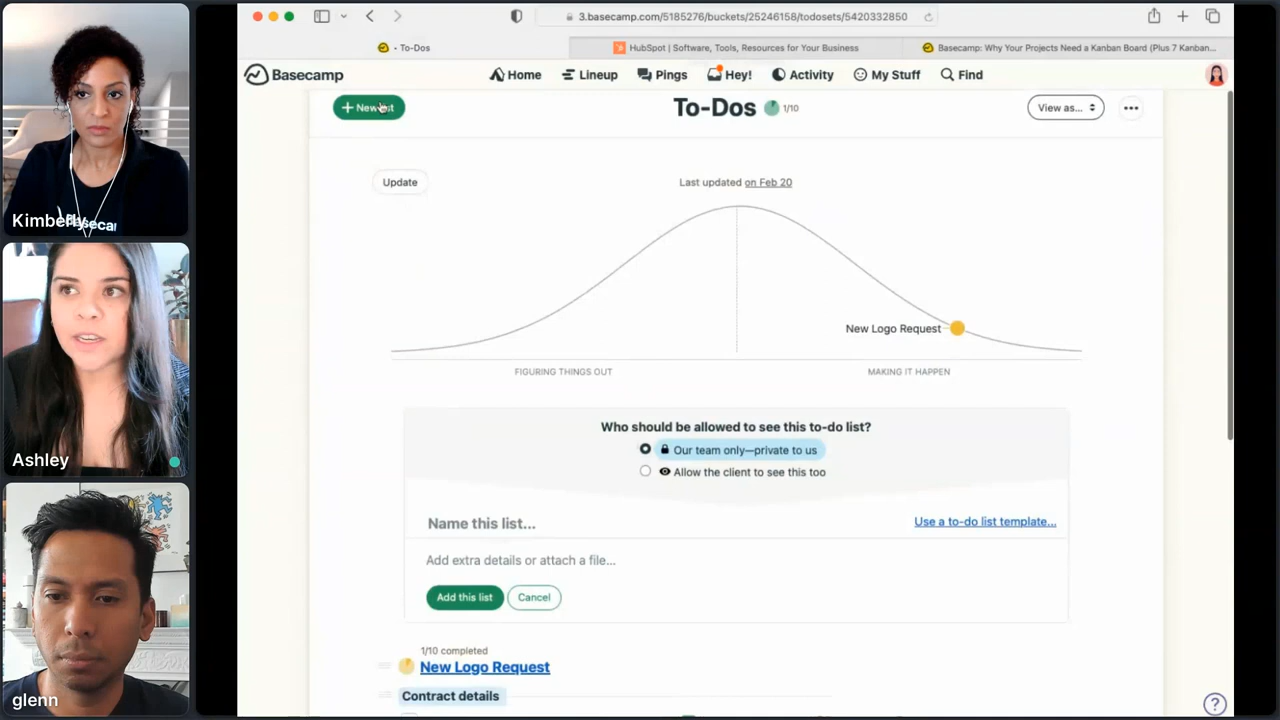 3.basecamp.com/5185276/buckets/25246158/todosets/5420332850
- To-Dos
HubSpot | Software, Tools, Resources for Your Business
Basecamp: Why Your Projects Need a Kanban Board (Plus 7 Kanban...
Basecamp
Home
Lineup
Pings
Hey!
Activity
My Stuff
Find
+ New list
To-Dos
1/10
View as...
Update
Last updated on Feb 20
New Logo Request
FIGURING THINGS OUT
MAKING IT HAPPEN
Who should be allowed to see this to-do list?
Our team only—private to us
Allow the client to see this too
Name this list...
Use a to-do list template...
Add extra details or attach a file...
Add this list
Cancel
1/10 completed
New Logo Request
Contract details
?
Kimberly
Ashley
glenn